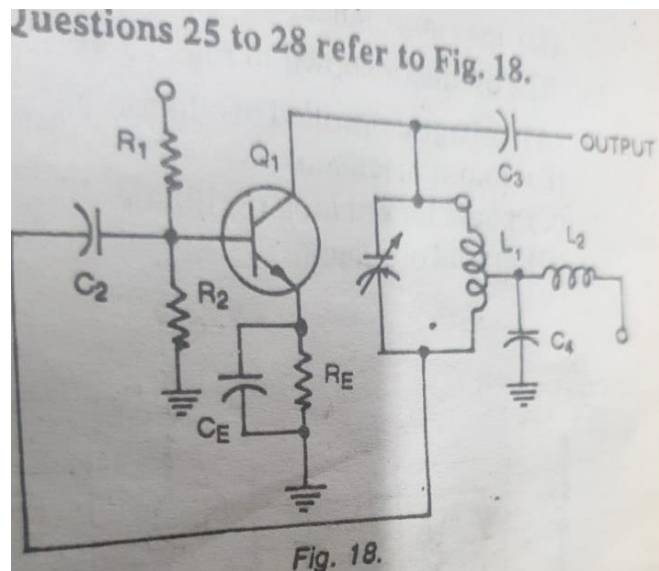 Questions 25 to 28 refer to Fig. 18.
R1
Q1
C3
OUTPUT
C2
R2
L1
L2
C4
RE
CE
Fig. 18.